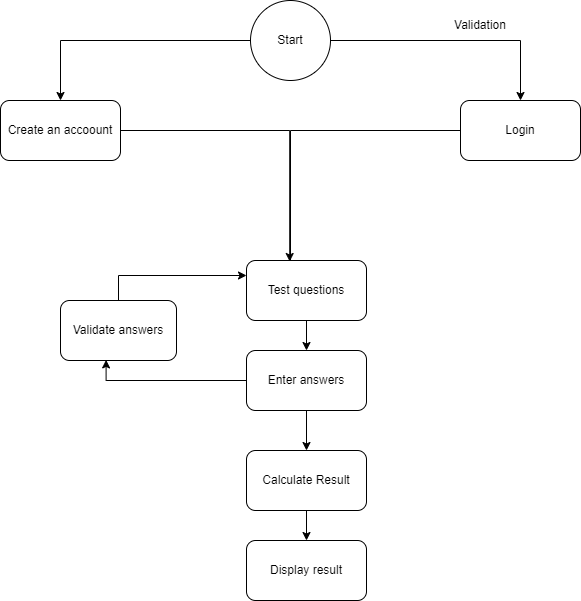 Start
Validation
Create an accoount
Login
Test questions
Validate answers
Enter answers
Calculate Result
Display result